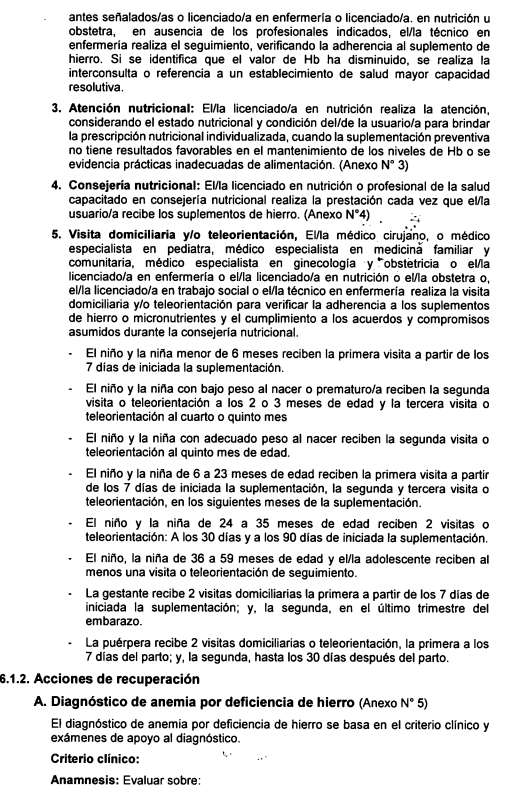 antes señalados/as o licenciado/a en enfermería o licenciado/a. en nutrición u
obstetra, en ausencia de los profesionales indicados, el/la técnico en
enfermería realiza el seguimiento, verificando la adherencia al suplemento de
hierro. Si se identifica que el valor de Hb ha disminuido, se realiza la
interconsulta o referencia a un establecimiento de salud mayor capacidad
resolutiva.
3. Atención nutricional: El/la licenciado/a en nutrición realiza la atención,
considerando el estado nutricional y condición del/de la usuario/a para brindar
la prescripción nutricional individualizada, cuando la suplementación preventiva
no tiene resultados favorables en el mantenimiento de los niveles de Hb o se
evidencia prácticas inadecuadas de alimentación. (Anexo N° 3)
4. Consejería nutricional: El/la licenciado en nutrición o profesional de la salud
capacitado en consejería nutricional realiza la prestación cada vez que el/la
usuario/a recibe los suplementos de hierro. (Anexo N°4)
5. Visita domiciliaria y/o teleorientación, El/la médico cirujano, o médico
especialista en pediatra, médico especialista en medicina familiar y
comunitaria, médico especialista en ginecología y obstetricia o el/la
licenciado/a en enfermería o el/la licenciado/a en nutrición o el/la obstetra o,
el/la licenciado/a en trabajo social o el/la técnico en enfermería realiza la visita
domiciliaria y/o teleorientación para verificar la adherencia a los suplementos
de hierro o micronutrientes y el cumplimiento a los acuerdos y compromisos
asumidos durante la consejería nutricional.
- El niño y la niña menor de 6 meses reciben la primera visita a partir de los
7 días de iniciada la suplementación.
- El niño y la niña con bajo peso al nacer o prematuro/a reciben la segunda
visita o teleorientación a los 2 o 3 meses de edad y la tercera visita o
teleorientación al cuarto o quinto mes
- El niño y la niña con adecuado peso al nacer reciben la segunda visita o
teleorientación al quinto mes de edad.
- El niño y la niña de 6 a 23 meses de edad reciben la primera visita a partir
de los 7 días de iniciada la suplementación, la segunda y tercera visita o
teleorientación, en los siguientes meses de la suplementación.
- El niño y la niña de 24 a 35 meses de edad reciben 2 visitas o
teleorientación: A los 30 días y a los 90 días de iniciada la suplementación.
- El niño, la niña de 36 a 59 meses de edad y el/la adolescente reciben al
menos una visita o teleorientación de seguimiento.
- La gestante recibe 2 visitas domiciliarias la primera a partir de los 7 días de
iniciada la suplementación; y, la segunda, en el último trimestre del
embarazo.
- La puérpera recibe 2 visitas domiciliarias o teleorientación, la primera a los
7 días del parto; y, la segunda, hasta los 30 días después del parto.
6.1.2. Acciones de recuperación
A. Diagnóstico de anemia por deficiencia de hierro (Anexo N° 5)
El diagnóstico de anemia por deficiencia de hierro se basa en el criterio clínico y
exámenes de apoyo al diagnóstico.
Criterio clínico:
Anamnesis: Evaluar sobre: